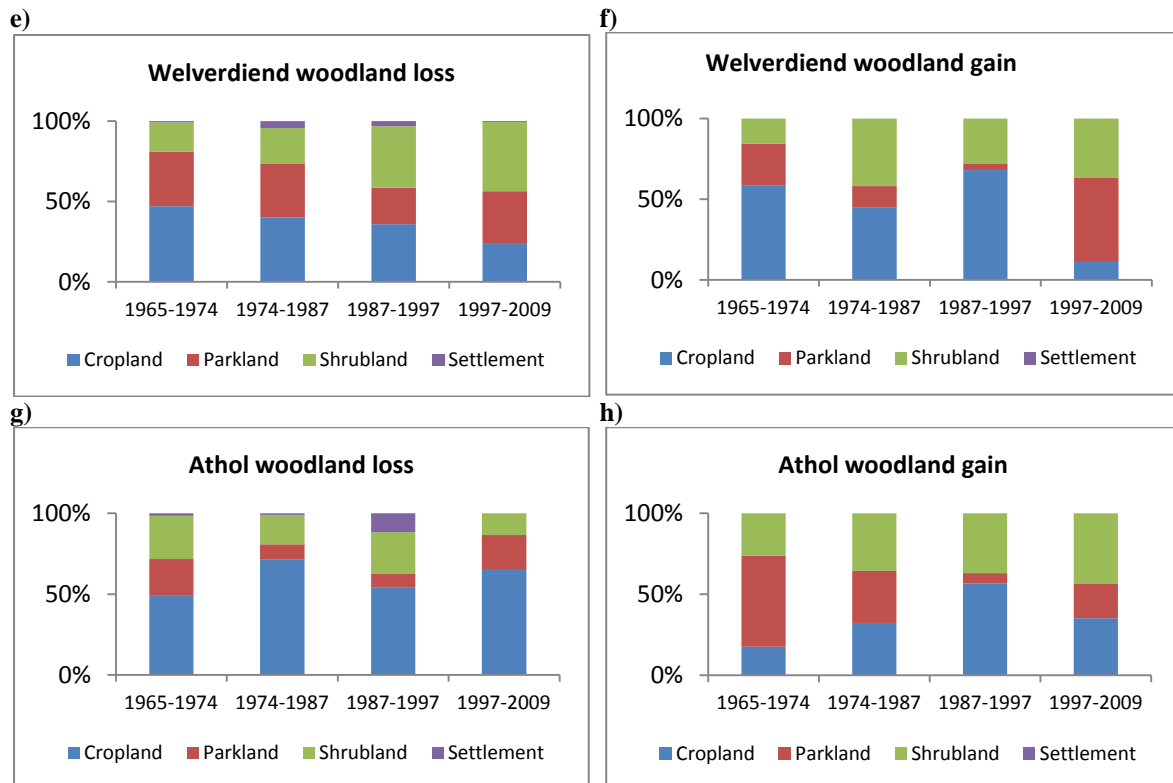 e)
Welverdiend woodland loss
100%
50%
0%
1965-1974 1974-1987 1987-1997 1997-2009
Cropland Parkland Shrubland Settlement
f)
Welverdiend woodland gain
100%
50%
0%
1965-1974 1974-1987 1987-1997 1997-2009
Cropland Parkland Shrubland Settlement
g)
Athol woodland loss
100%
50%
0%
1965-1974 1974-1987 1987-1997 1997-2009
Cropland Parkland Shrubland Settlement
h)
Athol woodland gain
100%
50%
0%
1965-1974 1974-1987 1987-1997 1997-2009
Cropland Parkland Shrubland Settlement